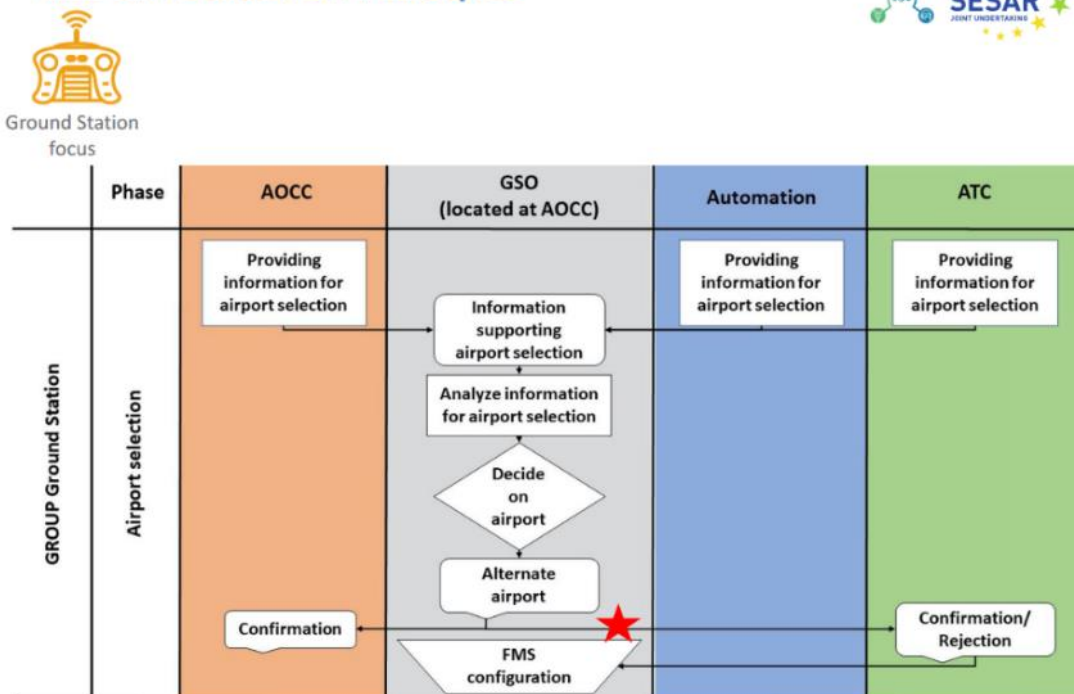 SESAR
JOINT UNDERTAKING
Ground Station
focus
Phase
AOCC
GSO
(located at AOCC)
Automation
ATC
GROUP Ground Station
Airport selection
Providing
information for
airport selection
Providing
information for
airport selection
Providing
information for
airport selection
Information
supporting
airport selection
Analyze information
for airport selection
Decide
on
airport
Alternate
airport
Confirmation
Confirmation/
Rejection
FMS
configuration